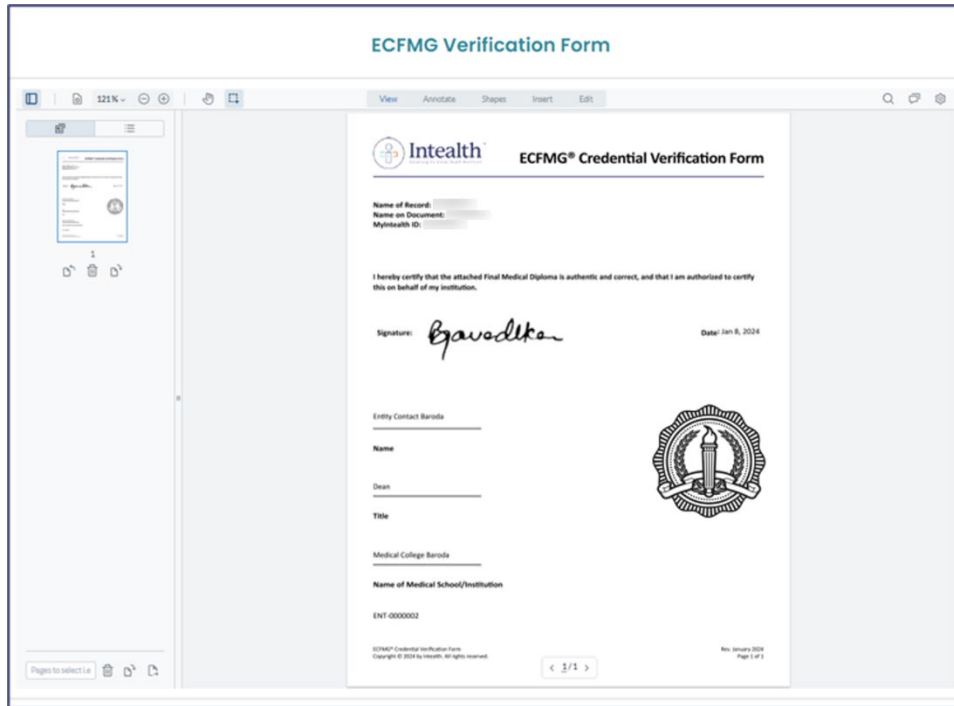 ECFMG Verification Form
121%
View Annotate Shapes Insert Edit
1
Pages to select i.e
Intealth
ECFMG® Credential Verification Form
Name of Record:
Name on Document:
MyIntealth ID:
I hereby certify that the attached Final Medical Diploma is authentic and correct, and that I am authorized to certify
this on behalf of my institution.
Signature:
Date: Jan 8, 2024
Entity Contact Baroda
Name
Dean
Title
Medical College Baroda
Name of Medical School/Institution
ENT-0000002
ECFMG® Credential Verification Form
Copyright © 2024 by Intealth. All rights reserved.
Rev. January 2024
Page 1 of 1
1/1